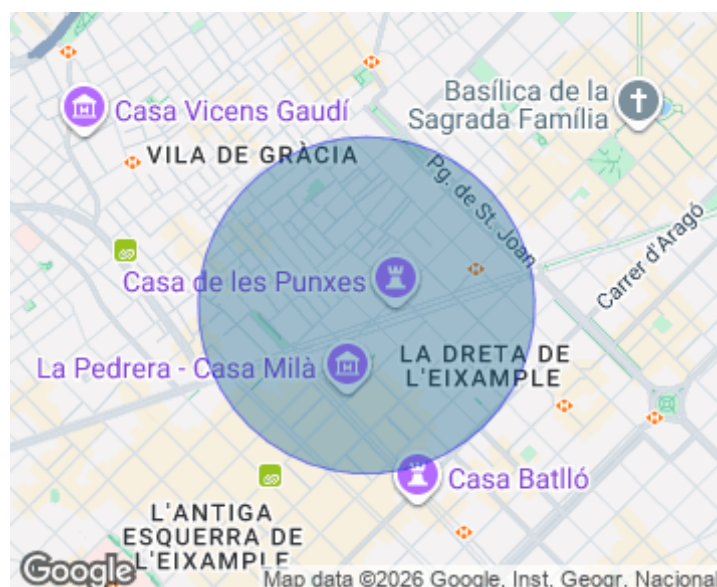 Casa Vicens Gaudí
Basílica de la
Sagrada Família
VILA DE GRÀCIA
Pg. de St. Joan
Carrer d'Aragó
Casa de les Punxes
La Pedrera - Casa Milà
LA DRETA DE
L'EIXAMPLE
Casa Batlló
L'ANTIGA
ESQUERRA DE
L'EIXAMPLE
Google
Map data ©2026 Google, Inst. Geogr. Nacional